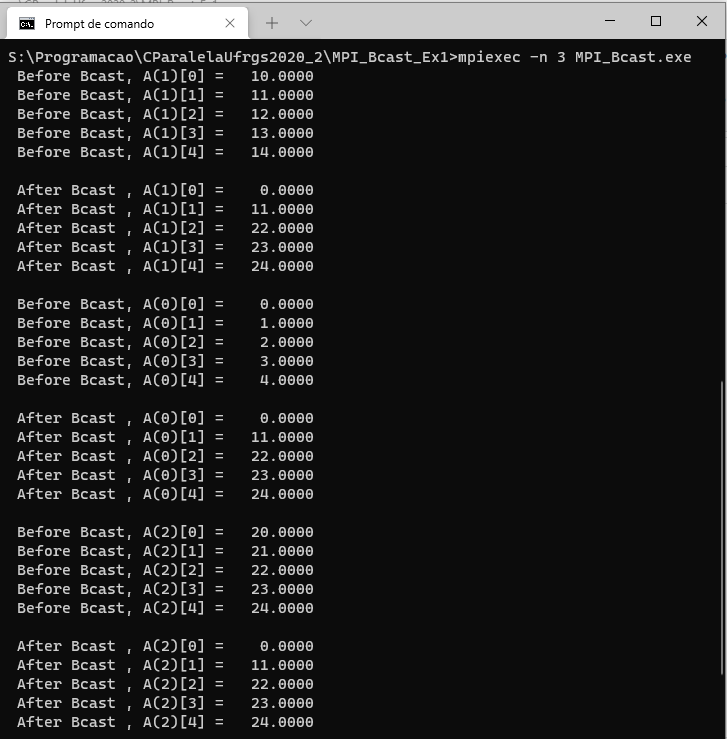 Prompt de comando
S:\Programacao\CParalelaUfrgs2020_2\MPI_Bcast_Ex1>mpiexec -n 3 MPI_Bcast.exe
Before Bcast, A(1)[0] =   10.0000
Before Bcast, A(1)[1] =   11.0000
Before Bcast, A(1)[2] =   12.0000
Before Bcast, A(1)[3] =   13.0000
Before Bcast, A(1)[4] =   14.0000
After Bcast , A(1)[0] =    0.0000
After Bcast , A(1)[1] =   11.0000
After Bcast , A(1)[2] =   22.0000
After Bcast , A(1)[3] =   23.0000
After Bcast , A(1)[4] =   24.0000
Before Bcast, A(0)[0] =    0.0000
Before Bcast, A(0)[1] =    1.0000
Before Bcast, A(0)[2] =    2.0000
Before Bcast, A(0)[3] =    3.0000
Before Bcast, A(0)[4] =    4.0000
After Bcast , A(0)[0] =    0.0000
After Bcast , A(0)[1] =   11.0000
After Bcast , A(0)[2] =   22.0000
After Bcast , A(0)[3] =   23.0000
After Bcast , A(0)[4] =   24.0000
Before Bcast, A(2)[0] =   20.0000
Before Bcast, A(2)[1] =   21.0000
Before Bcast, A(2)[2] =   22.0000
Before Bcast, A(2)[3] =   23.0000
Before Bcast, A(2)[4] =   24.0000
After Bcast , A(2)[0] =    0.0000
After Bcast , A(2)[1] =   11.0000
After Bcast , A(2)[2] =   22.0000
After Bcast , A(2)[3] =   23.0000
After Bcast , A(2)[4] =   24.0000